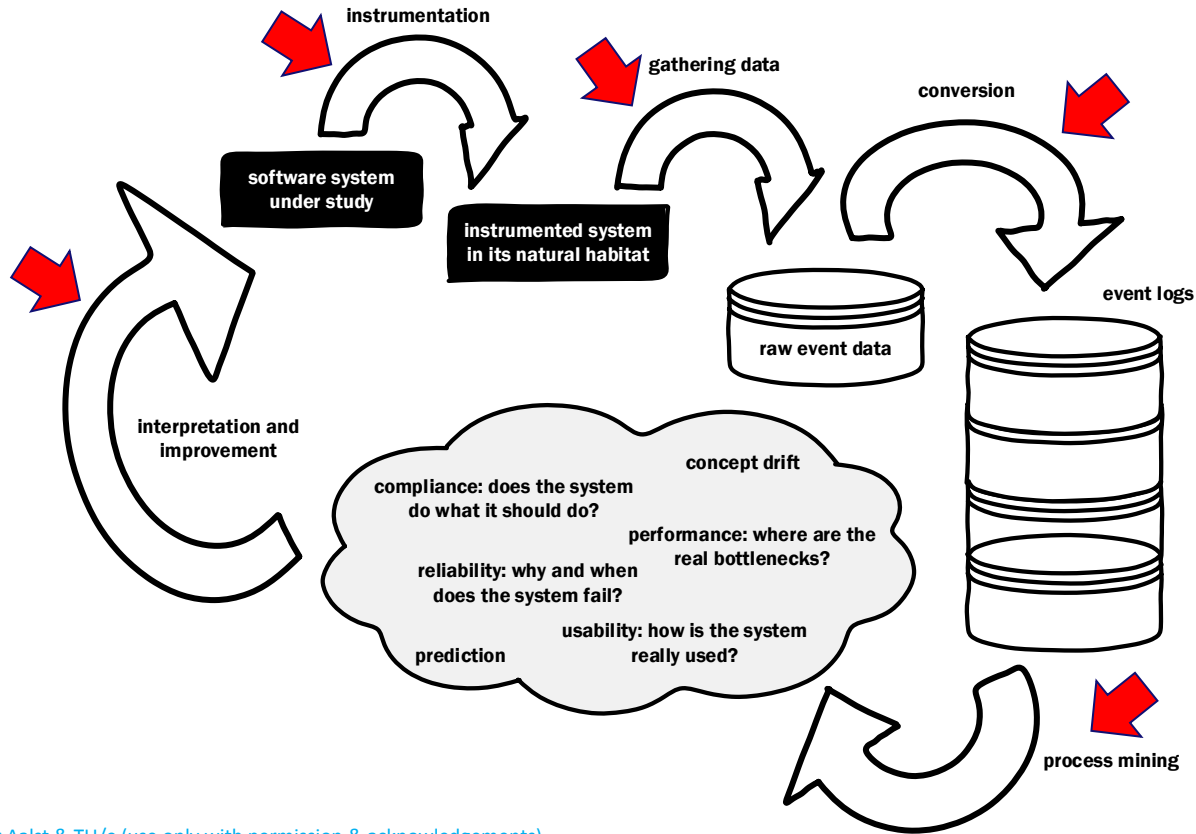 instrumentation
gathering data
conversion
software system
under study
instrumented system
in its natural habitat
event logs
raw event data
interpretation and
improvement
concept drift
compliance: does the system
do what it should do?
performance: where are the
real bottlenecks?
reliability: why and when
does the system fail?
usability: how is the system
really used?
prediction
process mining
Aalst & TU/e (use only with permission & acknowledgements)